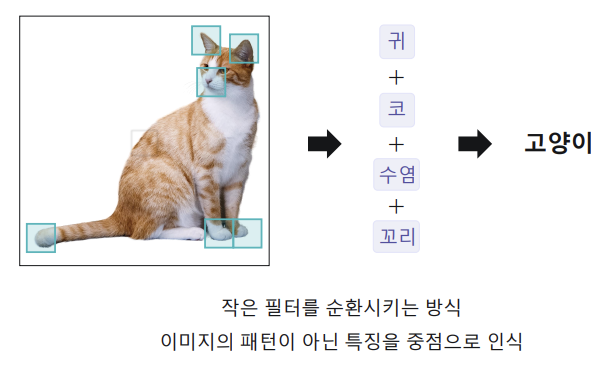 귀
+
코
+
수염
+
꼬리
고양이
작은 필터를 순환시키는 방식
이미지의 패턴이 아닌 특징을 중점으로 인식